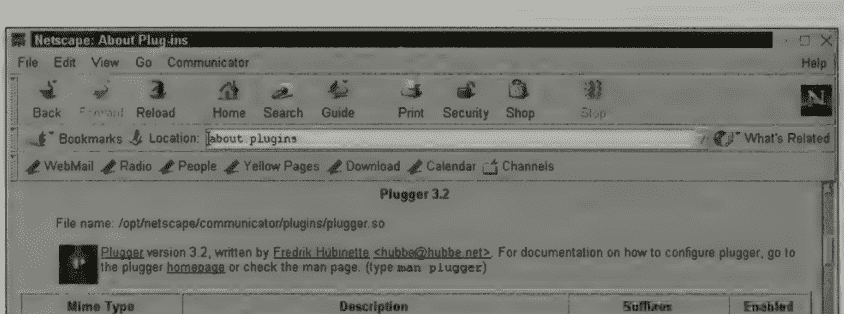 Netscape: About Plug-ins
File Edit View Go Communicator Help
Back Forward Reload Home Search Guide Print Security Shop Stop N
Bookmarks Location: about:plugins What's Related
WebMail Radio People Yellow Pages Download Calendar Channels
Plugger 3.2
File name: /opt/netscape/communicator/plugins/plugger.so
Plugger version 3.2, written by Fredrik Hübinette <hubbe@hubbe.net>. For documentation on how to configure plugger, go to
the plugger homepage or check the man page. (type man plugger)
Mime Type Description Suffixes Enabled